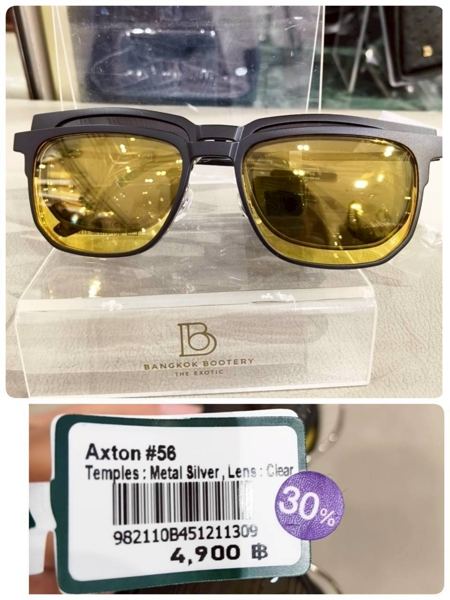 B
BANGKOK BOOTERY
THE EXOTIC
Axton #56
Temples : Metal Silver, Lens : Clear
30%
982110B451211309
4,900 ฿